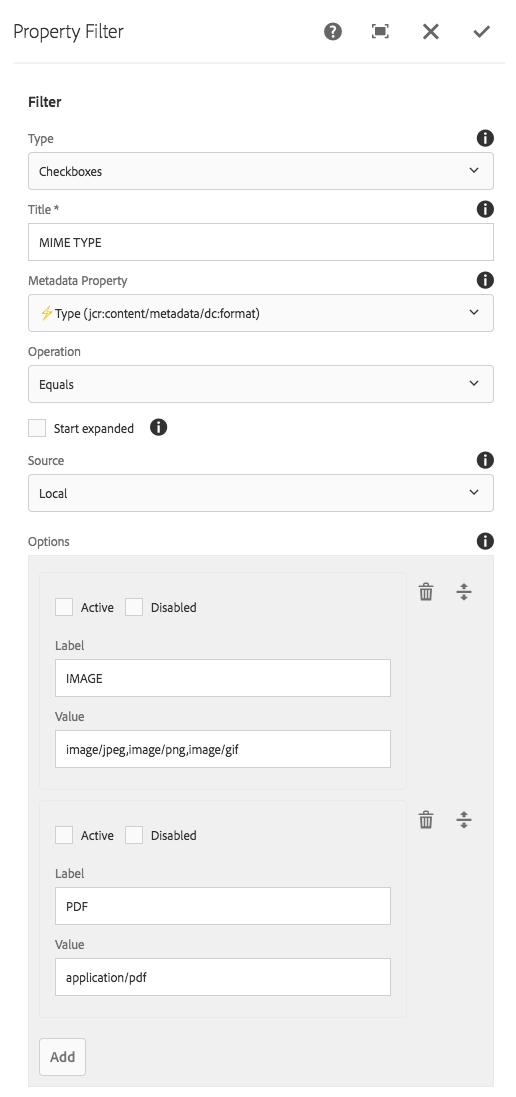 Property Filter
Filter
Type
Checkboxes
Title *
MIME TYPE
Metadata Property
⚡Type (jcr:content/metadata/dc:format)
Operation
Equals
Start expanded
Source
Local
Options
Active Disabled
Label
IMAGE
Value
image/jpeg,image/png,image/gif
Active Disabled
Label
PDF
Value
application/pdf
Add